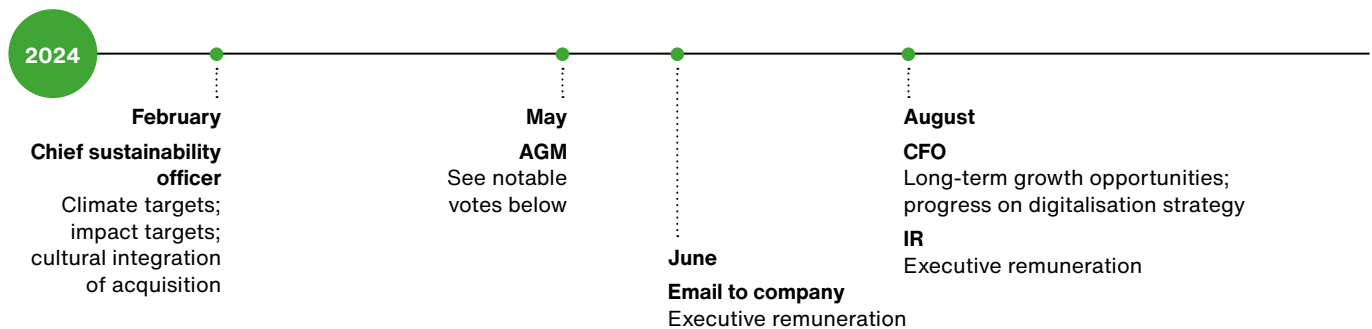 2024
February
Chief sustainability
officer
Climate targets;
impact targets;
cultural integration
of acquisition
May
AGM
See notable
votes below
June
Email to company
Executive remuneration
August
CFO
Long-term growth opportunities;
progress on digitalisation strategy
IR
Executive remuneration